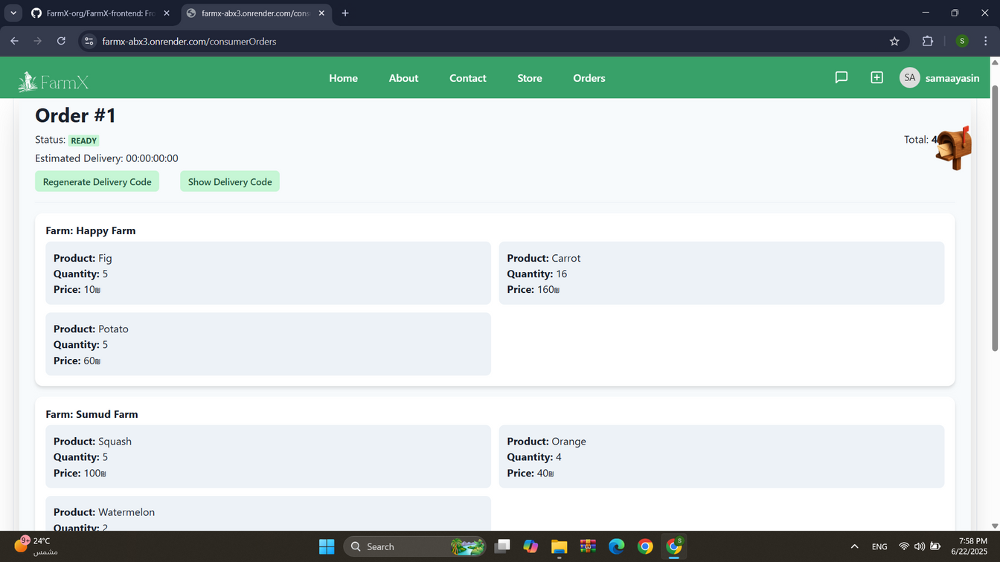 FarmX-org/FarmX-frontend: Fro
farmx-abx3.onrender.com/cons
farmx-abx3.onrender.com/consumerOrders
S
FarmX
Home
About
Contact
Store
Orders
SA
samaayasin
Order #1
Status: READY
Total: 4
Estimated Delivery: 00:00:00:00
Regenerate Delivery Code
Show Delivery Code
Farm: Happy Farm
Product: Fig
Quantity: 5
Price: 10₪
Product: Carrot
Quantity: 16
Price: 160₪
Product: Potato
Quantity: 5
Price: 60₪
Farm: Sumud Farm
Product: Squash
Quantity: 5
Price: 100₪
Product: Orange
Quantity: 4
Price: 40₪
Product: Watermelon
Quantity: 2
9+
24°C
مشمس
Search
S
ENG
7:58 PM
6/22/2025